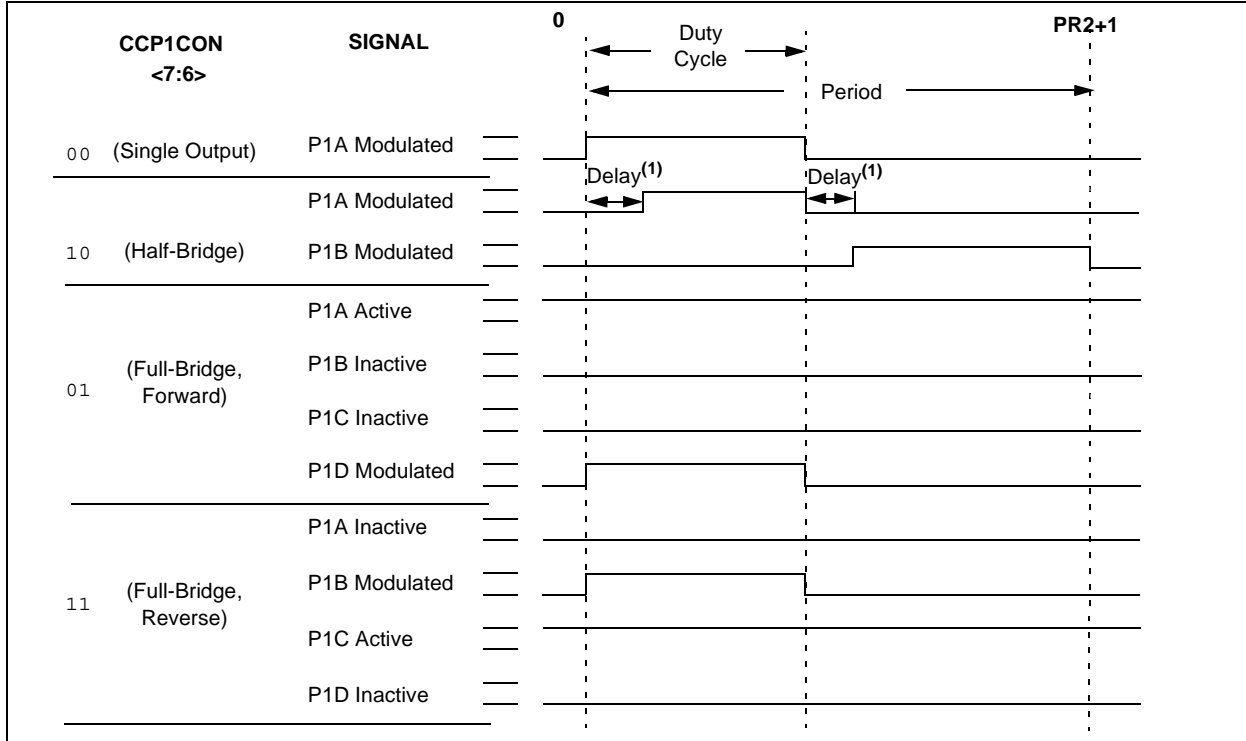 CCP1CON
<7:6>
SIGNAL
0
PR2+1
Duty
Cycle
Period
00 (Single Output) P1A Modulated
Delay(1) Delay(1)
P1A Modulated
10 (Half-Bridge) P1B Modulated
P1A Active
P1B Inactive
01 (Full-Bridge,
Forward)
P1C Inactive
P1D Modulated
P1A Inactive
P1B Modulated
11 (Full-Bridge,
Reverse)
P1C Active
P1D Inactive